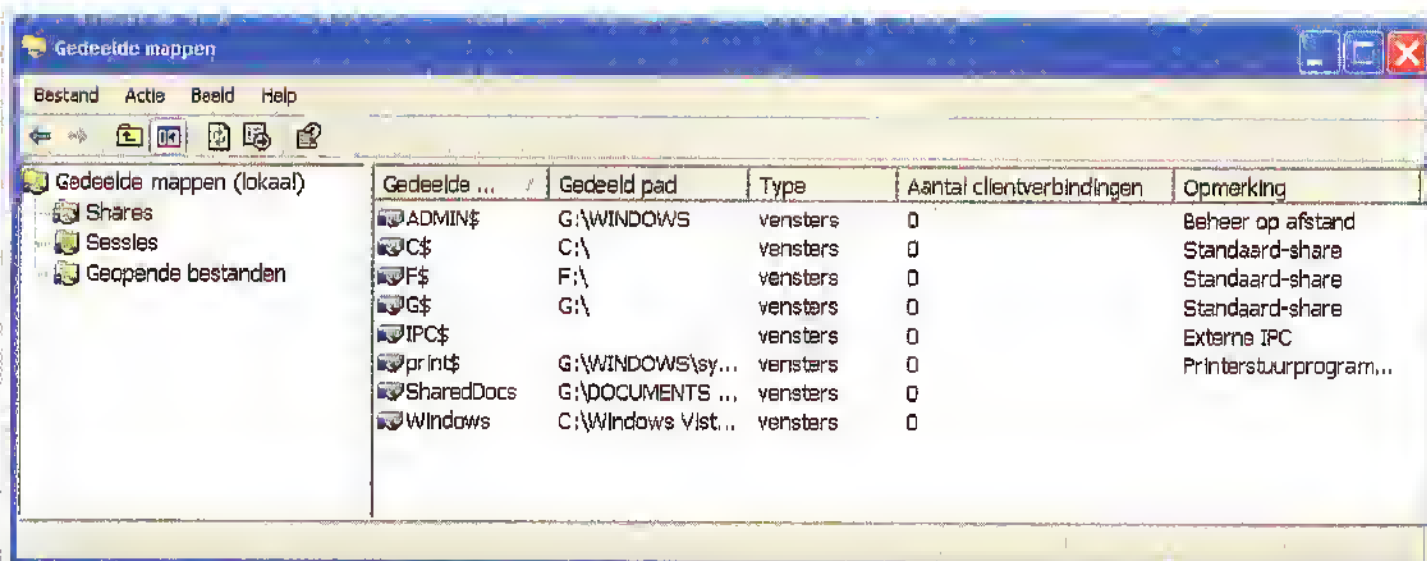 Gedeelde mappen
Bestand Actie Beeld Help
Gedeelde mappen (lokaal)
Shares
Sessies
Geopende bestanden
Gedeelde ... Gedeeld pad Type Aantal clientverbindingen Opmerking
ADMIN$ G:\WINDOWS vensters 0 Beheer op afstand
C$ C:\ vensters 0 Standaard-share
F$ F:\ vensters 0 Standaard-share
G$ G:\ vensters 0 Standaard-share
IPC$ vensters 0 Externe IPC
print$ G:\WINDOWS\sy... vensters 0 Printerstuurprogram...
SharedDocs G:\DOCUMENTS ... vensters 0
Windows C:\Windows Vist... vensters 0